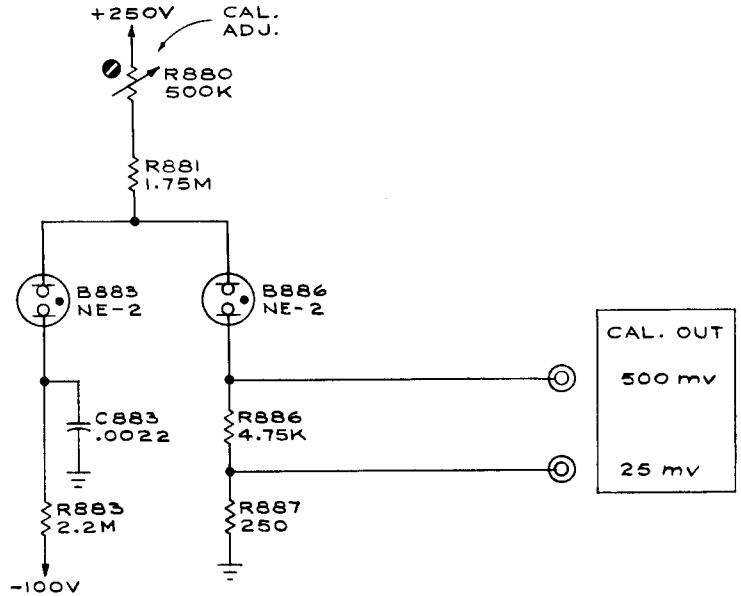 +250V
CAL.
ADJ.
R880
500K
R881
1.75M
B883
NE-2
B886
NE-2
CAL. OUT
500 mv
C883
.0022
R886
4.75K
25 mv
R883
2.2M
R887
250
-100V